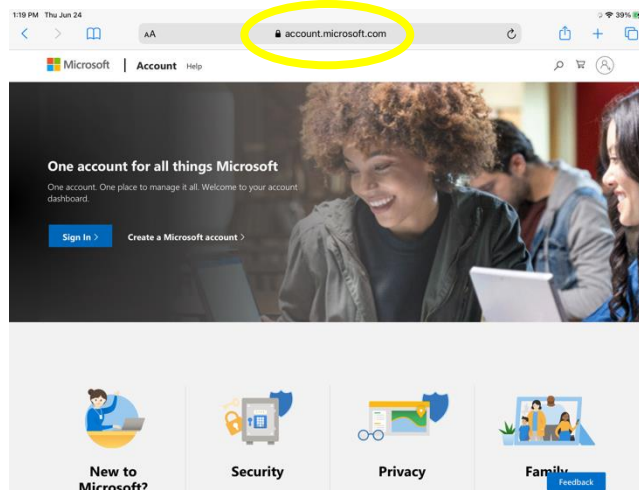 1:19 PM Thu Jun 24
39%
AA
account.microsoft.com
Microsoft
Account
Help
One account for all things Microsoft
One account. One place to manage it all. Welcome to your account
dashboard.
Sign In >
Create a Microsoft account >
New to
Microsoft?
Security
Privacy
Family
Feedback